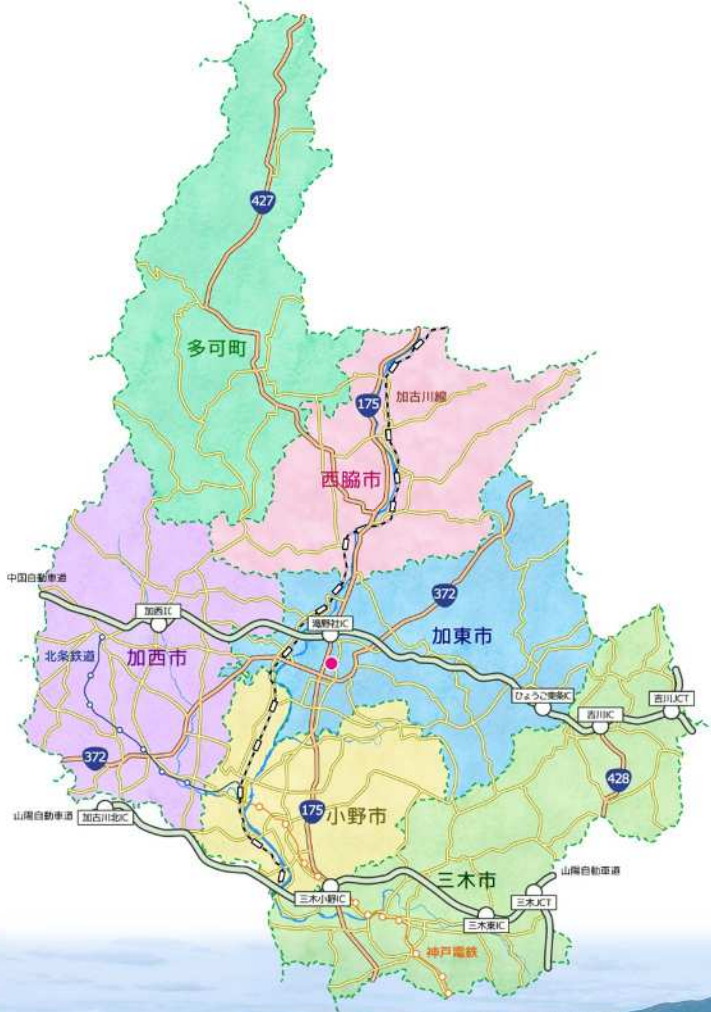 427
多可町
175
加古川線
西脇市
372
中国自動車道
加西IC
滝野社IC
加東市
北条鉄道
加西市
ひょうご東条IC
吉川IC
吉川JCT
372
428
175
小野市
山陽自動車道
加古川北IC
三木市
山陽自動車道
三木小野IC
三木東IC
三木JCT
神戸電鉄